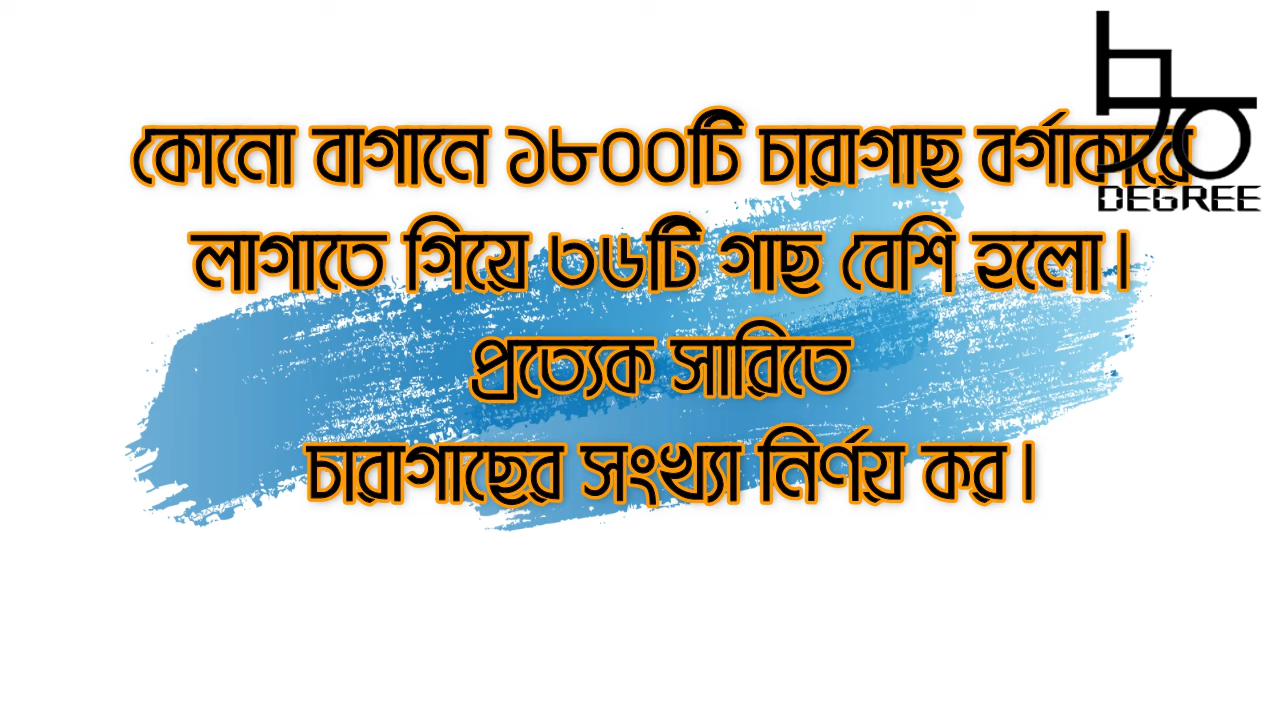 কোনো বাগানে ১৮০০টি চারাগাছ বর্গাকারে
লাগাতে গিয়ে ৩৬টি গাছ বেশি হলো।
প্রত্যেক সারিতে
চারাগাছের সংখ্যা নির্ণয় কর।
DEGREE